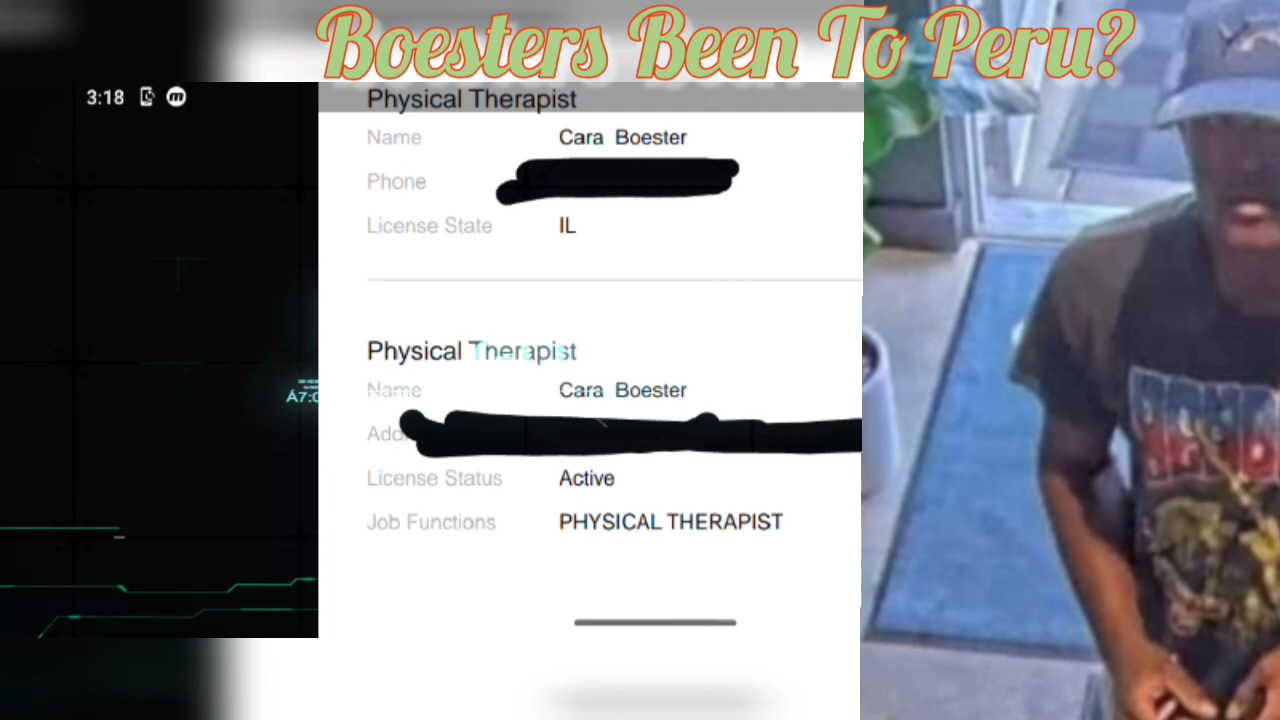 Boesters Been To Peru?
3:18
Physical Therapist
Name Cara Boester
Phone
License State IL
Physical Therapist
Name Cara Boester
License Status Active
Job Functions PHYSICAL THERAPIST